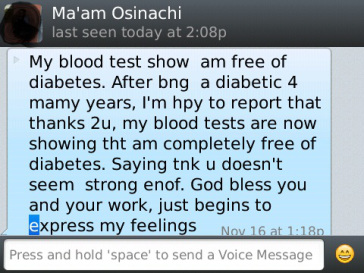 Ma'am Osinachi
last seen today at 2:08p
My blood test show am free of
diabetes. After bng a diabetic 4
mamy years, I'm hpy to report that
thanks 2u, my blood tests are now
showing tht am completely free of
diabetes. Saying tnk u doesn't
seem strong enof. God bless you
and your work, just begins to
express my feelings
Nov 16 at 1:18p
Press and hold 'space' to send a Voice Message